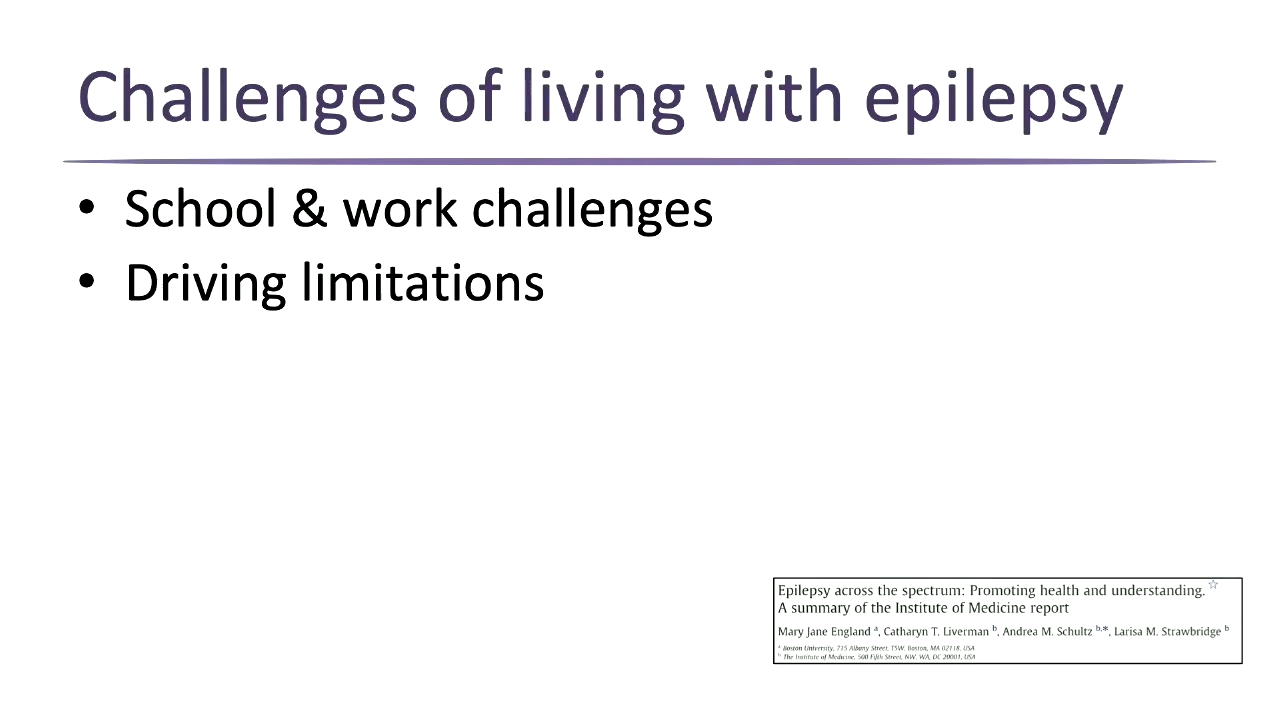 Challenges of living with epilepsy
• School & work challenges
• Driving limitations
Epilepsy across the spectrum: Promoting health and understanding. ☆
A summary of the Institute of Medicine report
Mary Jane England a, Catharyn T. Liverman b, Andrea M. Schultz b,*, Larisa M. Strawbridge b
a Boston University, 715 Albany Street, T5W, Boston, MA 02118, USA
b The Institute of Medicine, 500 Fifth Street, NW, WA, DC 20001, USA